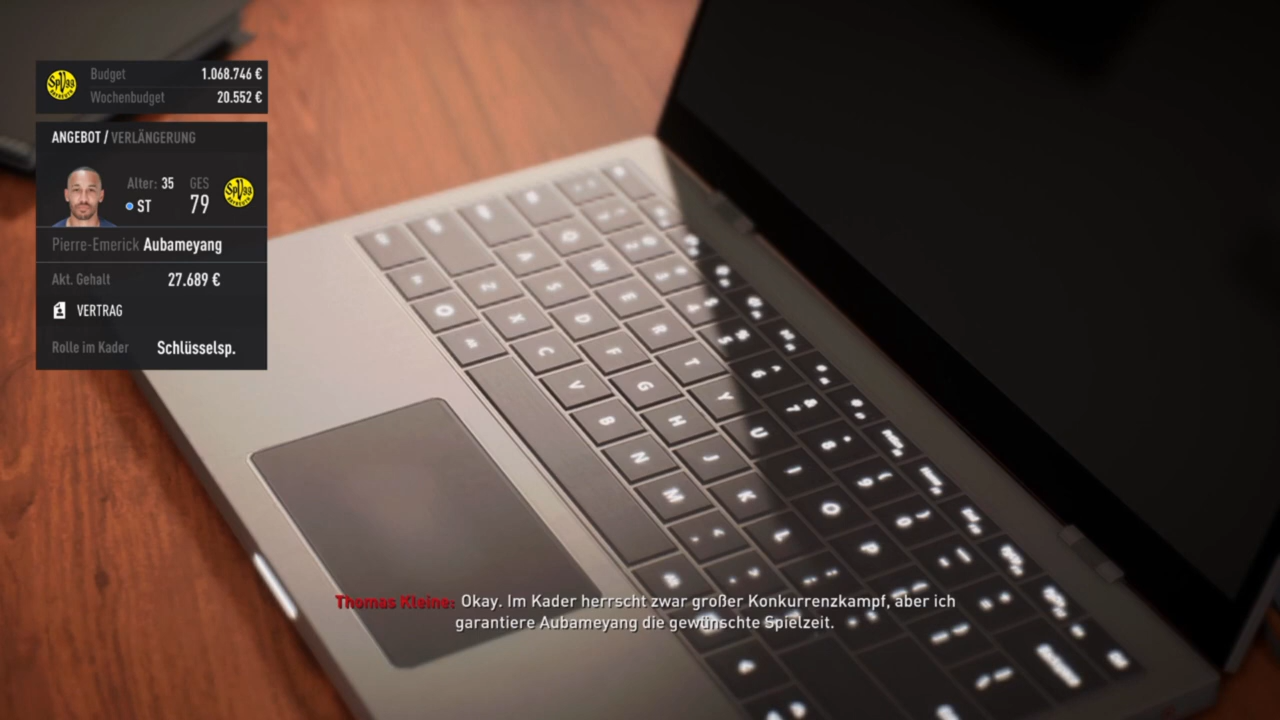 Budget 1.068.746 €
Wochenbudget 20.552 €
ANGEBOT / VERLÄNGERUNG
Alter: 35 GES
ST 79
Pierre-Emerick Aubameyang
Akt. Gehalt 27.689 €
VERTRAG
Rolle im Kader Schlüsselsp.
Thomas Kleine: Okay. Im Kader herrscht zwar großer Konkurrenzkampf, aber ich
garantiere Aubameyang die gewünschte Spielzeit.